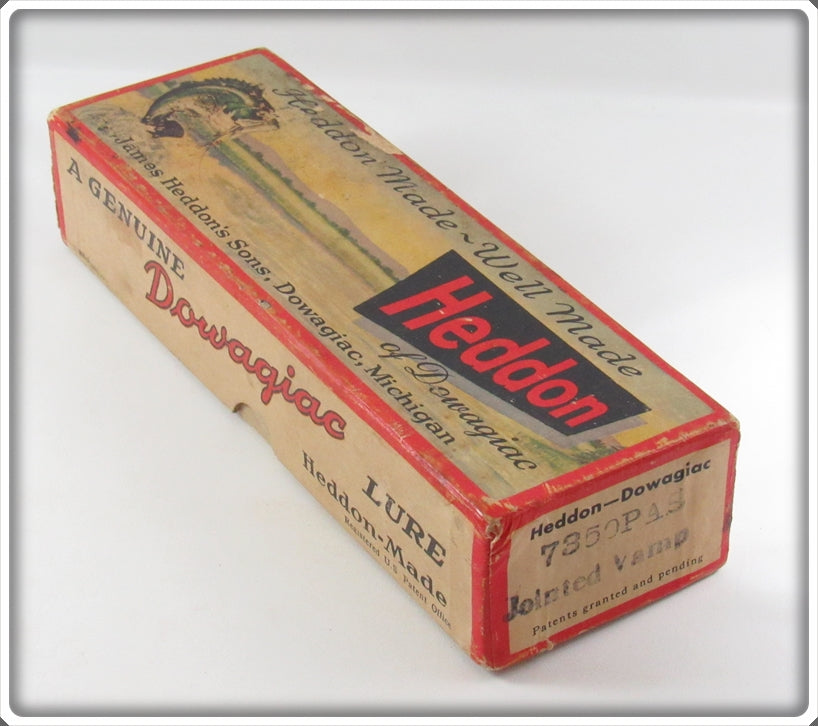 Heddon Made ~ Well Made
Heddon
of Dowagiac
James Heddon's Sons, Dowagiac, Michigan
A GENUINE
Dowagiac
LURE
Heddon-Made
Registered U.S. Patent Office
Heddon—Dowagiac
7350PAS
Jointed Vamp
Patents granted and pending